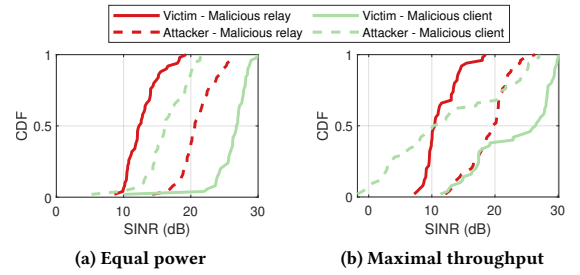 Victim - Malicious relay
Victim - Malicious client
Attacker - Malicious relay
Attacker - Malicious client
1
0.5
0
CDF
0
10
20
30
SINR (dB)
(a) Equal power
1
0.5
0
CDF
0
10
20
30
SINR (dB)
(b) Maximal throughput